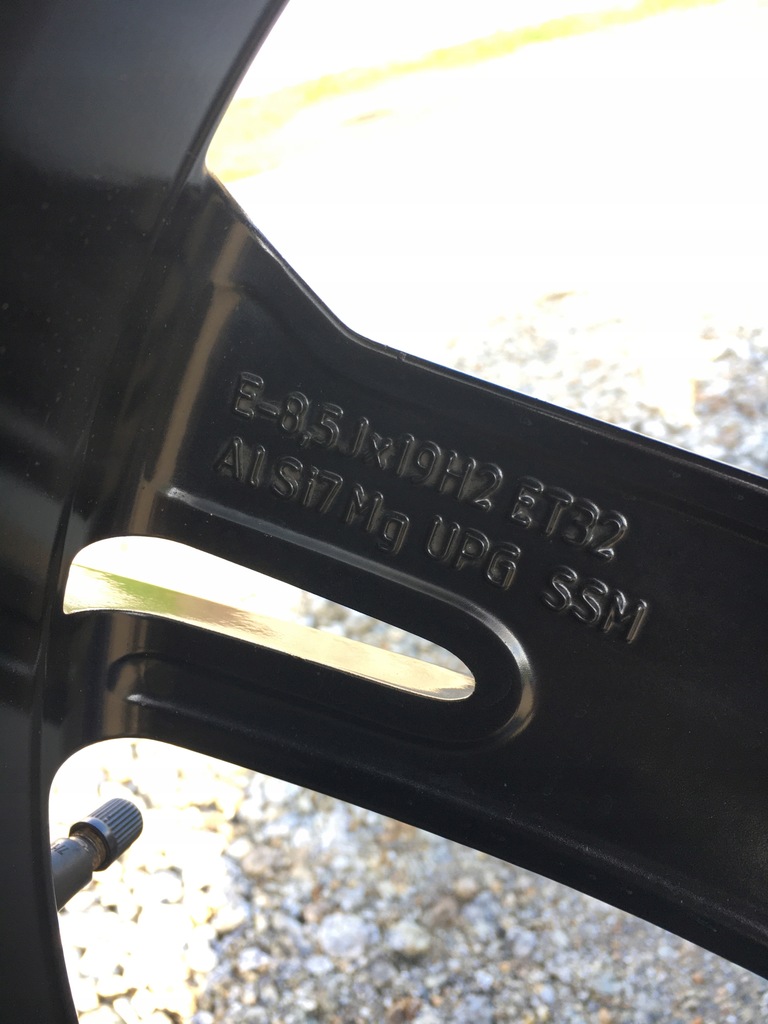 E-8,5Jx19H2 ET32
AlSi7Mg UPG SSM